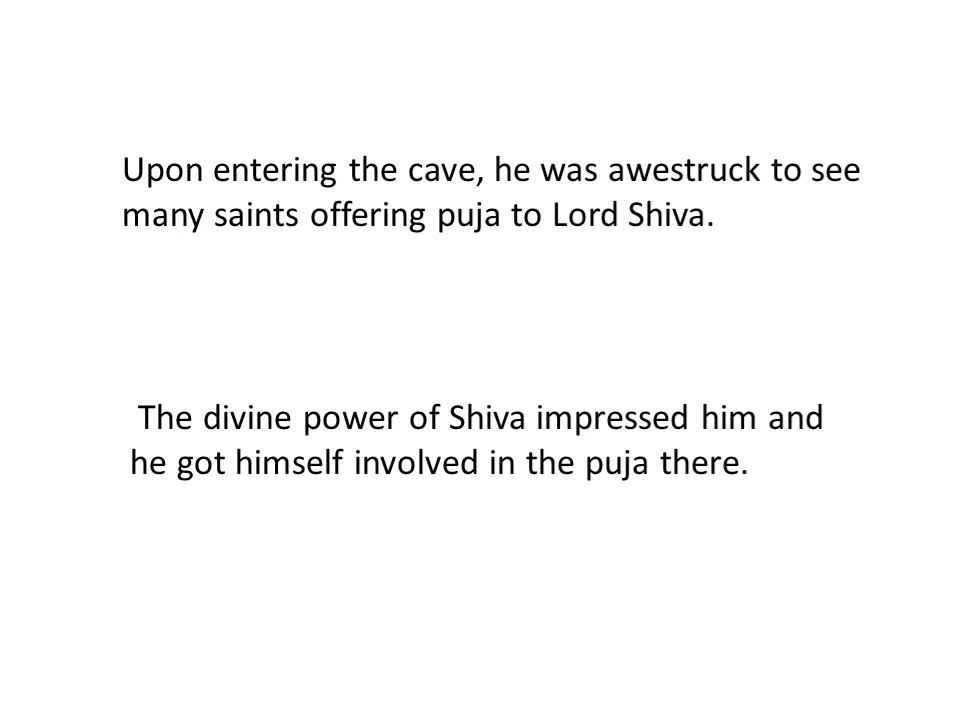 Upon entering the cave, he was awestruck to see
many saints offering puja to Lord Shiva.
The divine power of Shiva impressed him and
he got himself involved in the puja there.